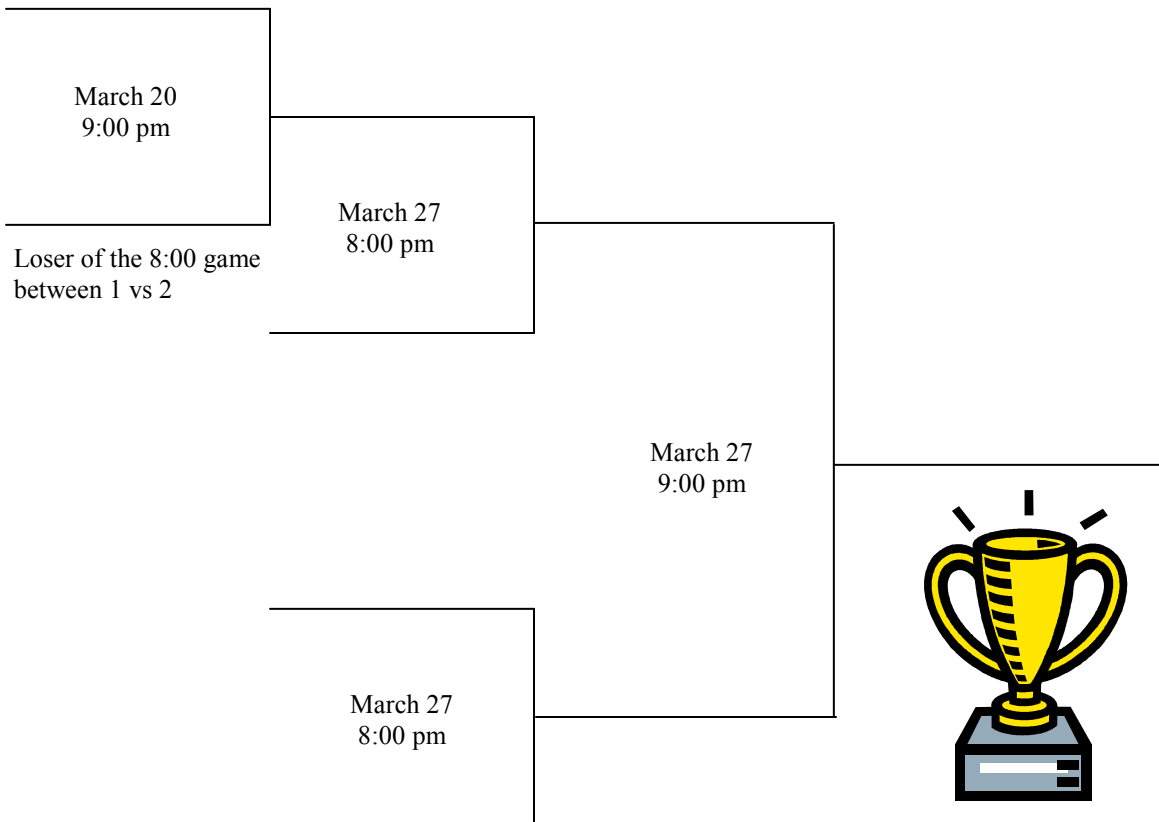 March 20
9:00 pm
March 27
8:00 pm
Loser of the 8:00 game
between 1 vs 2
March 27
9:00 pm
March 27
8:00 pm